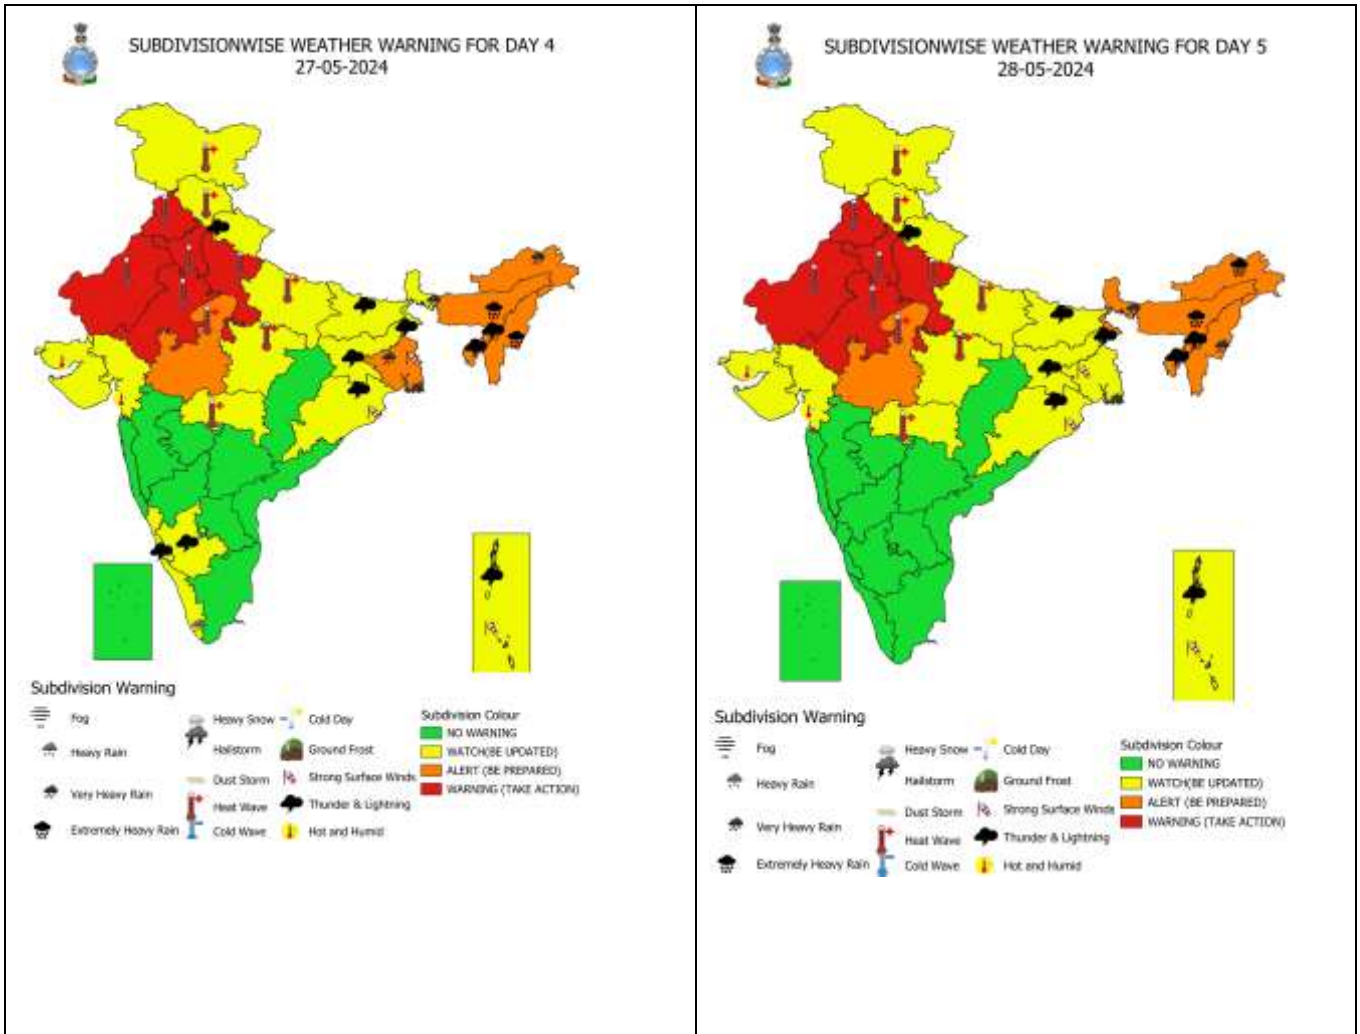 SUBDIVISIONWISE WEATHER WARNING FOR DAY 4
27-05-2024
Subdivision Warning
Fog
Heavy Rain
Very Heavy Rain
Extremely Heavy Rain
Heavy Snow
Hailstorm
Dust Storm
Heat Wave
Cold Wave
Cold Day
Ground Frost
Strong Surface Winds
Thunder & Lightning
Hot and Humid
Subdivision Colour
NO WARNING
WATCH(BE UPDATED)
ALERT (BE PREPARED)
WARNING (TAKE ACTION)
SUBDIVISIONWISE WEATHER WARNING FOR DAY 5
28-05-2024
Subdivision Warning
Fog
Heavy Rain
Very Heavy Rain
Extremely Heavy Rain
Heavy Snow
Hailstorm
Dust Storm
Heat Wave
Cold Wave
Cold Day
Ground Frost
Strong Surface Winds
Thunder & Lightning
Hot and Humid
Subdivision Colour
NO WARNING
WATCH(BE UPDATED)
ALERT (BE PREPARED)
WARNING (TAKE ACTION)